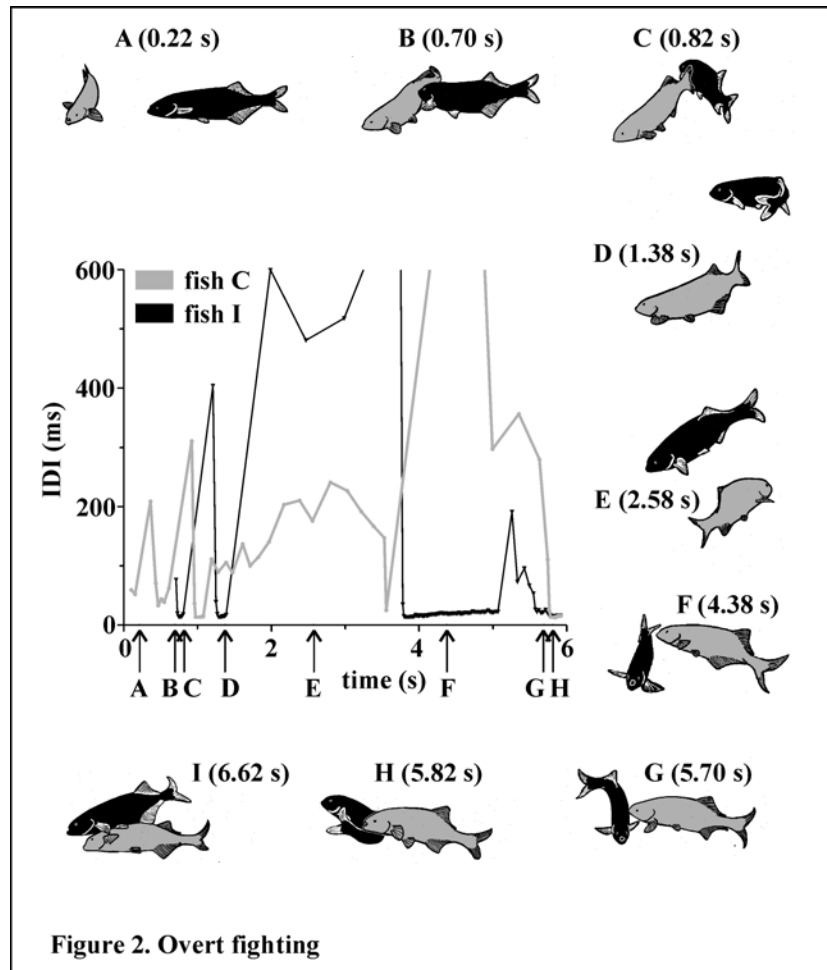 A (0.22 s) B (0.70 s) C (0.82 s)
D (1.38 s)
600
fish C
fish I
400
E (2.58 s)
IDI (ms)
200
F (4.38 s)
0
0 2 time (s) 6
A B C D E F G H
I (6.62 s) H (5.82 s) G (5.70 s)
Figure 2. Overt fighting